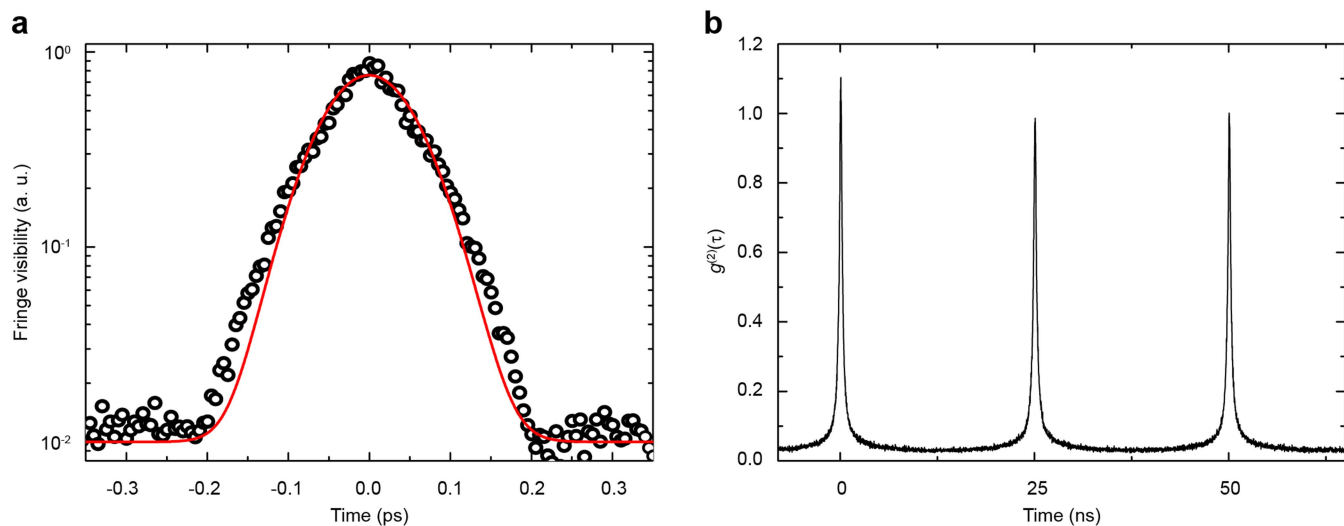 a
10⁰
10⁻¹
10⁻²
Fringe visibility (a. u.)
-0.3 -0.2 -0.1 0.0 0.1 0.2 0.3
Time (ps)
b
1.2
1.0
0.8
0.6
0.4
0.2
0.0
g⁽²⁾(τ)
0 25 50
Time (ns)